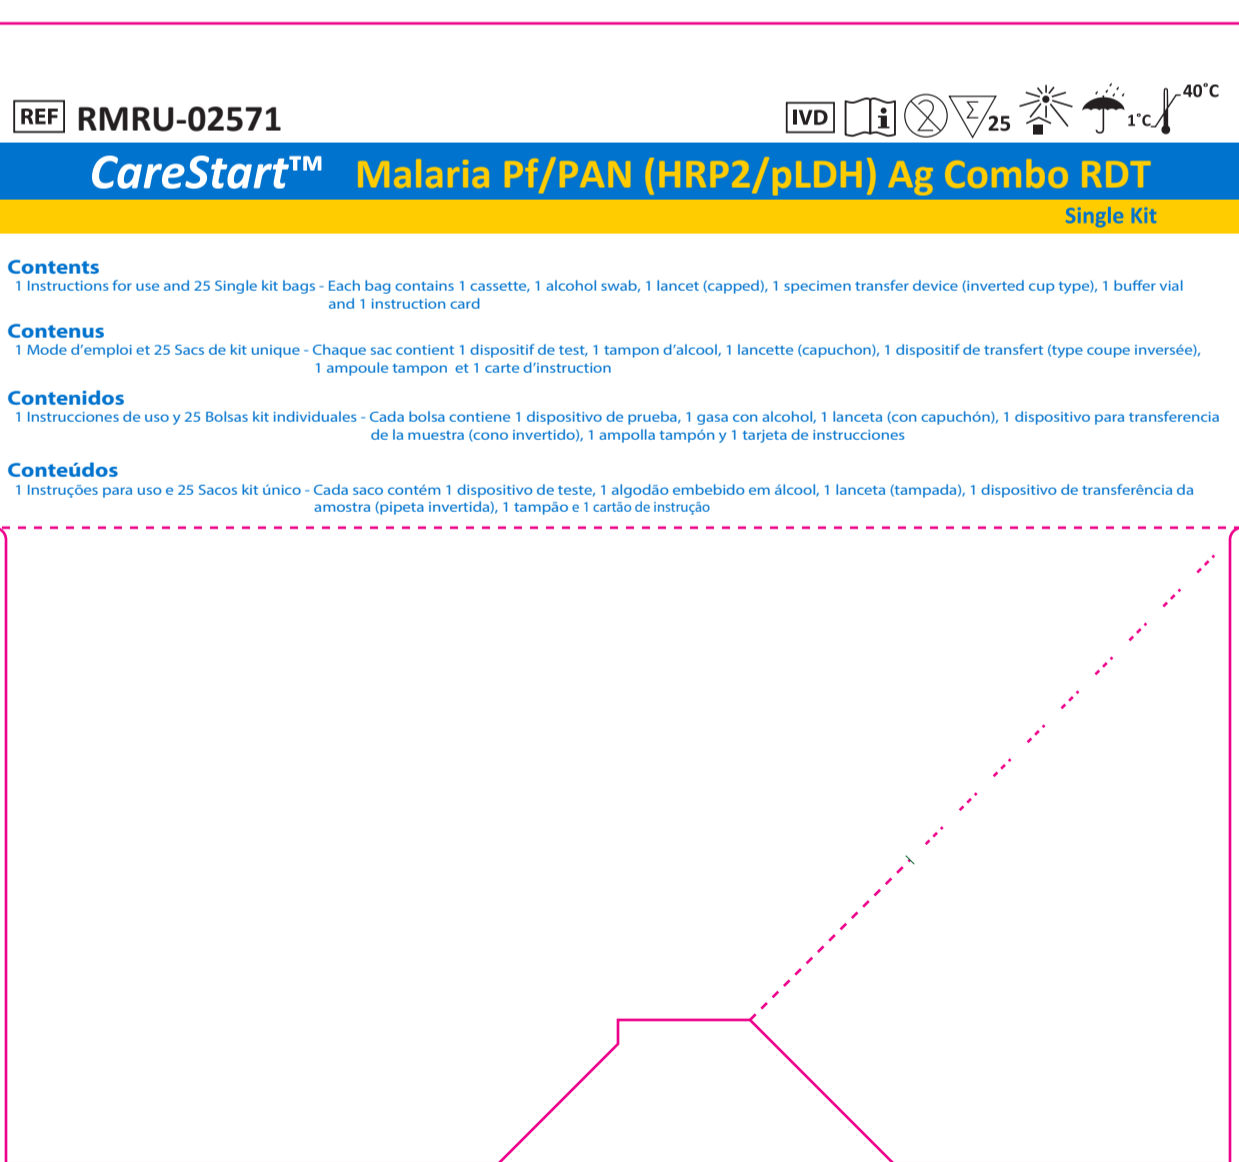 REF RMRU-02571
IVD 25 1°C 40°C
CareStart™ Malaria Pf/PAN (HRP2/pLDH) Ag Combo RDT
Single Kit
Contents
1 Instructions for use and 25 Single kit bags - Each bag contains 1 cassette, 1 alcohol swab, 1 lancet (capped), 1 specimen transfer device (inverted cup type), 1 buffer vial
and 1 instruction card
Contenus
1 Mode d’emploi et 25 Sacs de kit unique - Chaque sac contient 1 dispositif de test, 1 tampon d’alcool, 1 lancette (capuchon), 1 dispositif de transfert (type coupe inversée),
1 ampoule tampon et 1 carte d’instruction
Contenidos
1 Instrucciones de uso y 25 Bolsas kit individuales - Cada bolsa contiene 1 dispositivo de prueba, 1 gasa con alcohol, 1 lanceta (con capuchón), 1 dispositivo para transferencia
de la muestra (cono invertido), 1 ampolla tampón y 1 tarjeta de instrucciones
Conteúdos
1 Instruções para uso e 25 Sacos kit único - Cada saco contém 1 dispositivo de teste, 1 algodão embebido em álcool, 1 lanceta (tampada), 1 dispositivo de transferência da
amostra (pipeta invertida), 1 tampão e 1 cartão de instrução